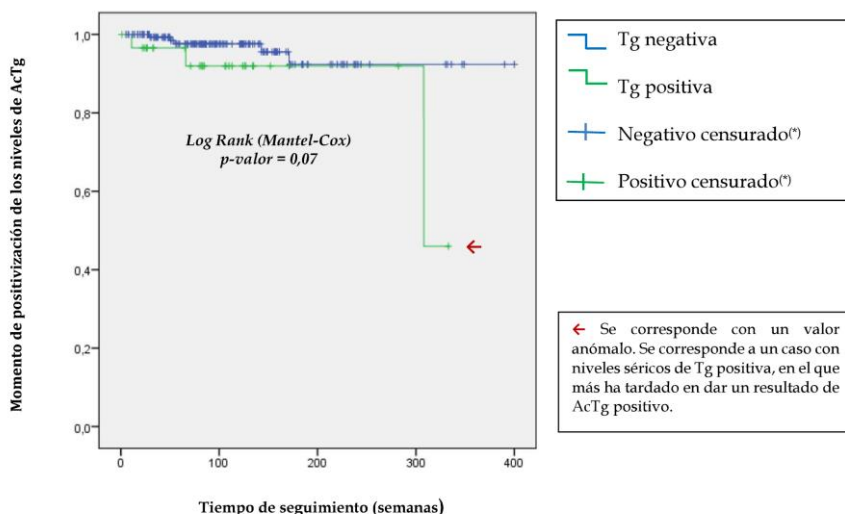 Momento de positivización de los niveles de AcTg
1,0
0,8
0,6
0,4
0,2
0,0
Log Rank (Mantel-Cox)
p-valor = 0,07
0
100
200
300
400
Tiempo de seguimiento (semanas)
Tg negativa
Tg positiva
Negativo censurado(*)
Positivo censurado(*)
← Se corresponde con un valor
anómalo. Se corresponde a un caso con
niveles séricos de Tg positiva, en el que
más ha tardado en dar un resultado de
AcTg positivo.